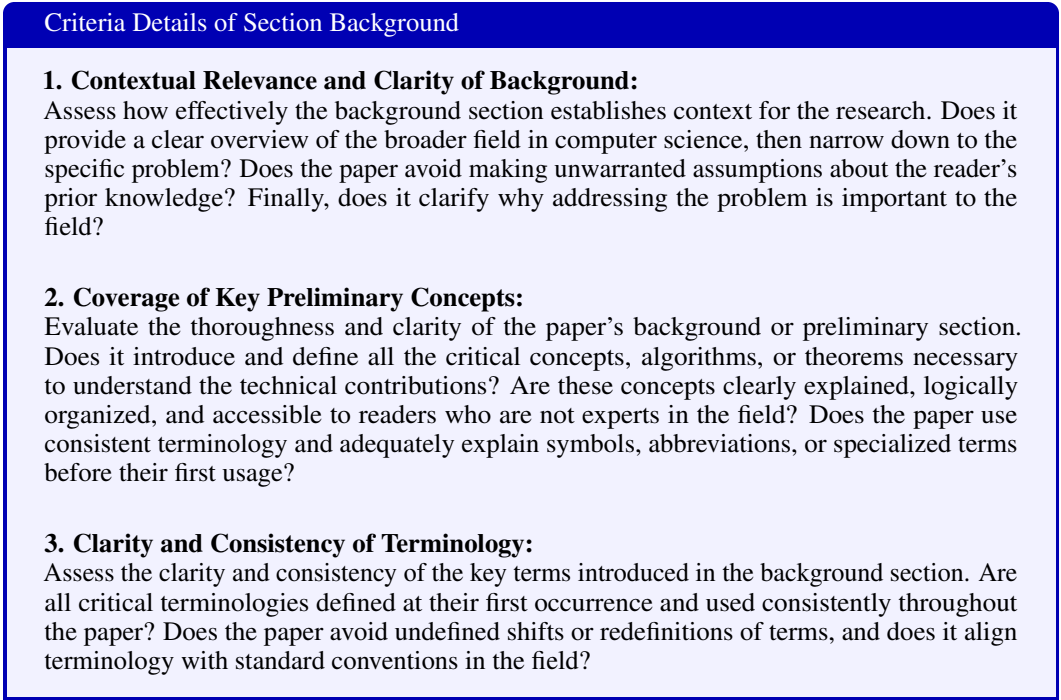 Criteria Details of Section Background
1. Contextual Relevance and Clarity of Background:
Assess how effectively the background section establishes context for the research. Does it
provide a clear overview of the broader field in computer science, then narrow down to the
specific problem? Does the paper avoid making unwarranted assumptions about the reader's
prior knowledge? Finally, does it clarify why addressing the problem is important to the
field?
2. Coverage of Key Preliminary Concepts:
Evaluate the thoroughness and clarity of the paper's background or preliminary section.
Does it introduce and define all the critical concepts, algorithms, or theorems necessary
to understand the technical contributions? Are these concepts clearly explained, logically
organized, and accessible to readers who are not experts in the field? Does the paper use
consistent terminology and adequately explain symbols, abbreviations, or specialized terms
before their first usage?
3. Clarity and Consistency of Terminology:
Assess the clarity and consistency of the key terms introduced in the background section. Are
all critical terminologies defined at their first occurrence and used consistently throughout
the paper? Does the paper avoid undefined shifts or redefinitions of terms, and does it align
terminology with standard conventions in the field?